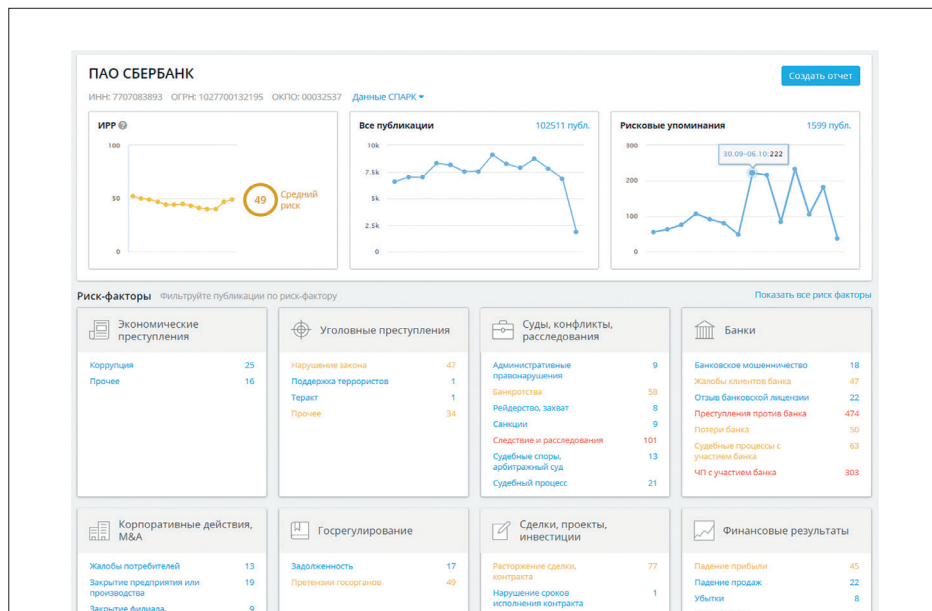 ПАО СБЕРБАНК
Создать отчет
ИНН: 7707083893 ОГРН: 1027700132195 ОКПО: 00032537 Данные СПАРК
ИРР ?
100
50
0
49
Средний
риск
Все публикации 102511 публ.
10k
7.5k
5k
2.5k
0
Рисковые упоминания 1599 публ.
300
200
100
0
30.09–06.10:222
Риск-факторы Фильтруйте публикации по риск-фактору Показать все риск факторы
Экономические
преступления
Коррупция 25
Прочее 16
Уголовные преступления
Нарушение закона 47
Поддержка террористов 1
Теракт 1
Прочее 34
Суды, конфликты,
расследования
Административные 9
правонарушения
Банкротства 58
Рейдерство, захват 8
Санкции 9
Следствие и расследования 101
Судебные споры, 13
арбитражный суд
Судебный процесс 21
Банки
Банковское мошенничество 18
Жалобы клиентов банка 47
Отзыв банковской лицензии 22
Преступления против банка 474
Потери банка 50
Судебные процессы с 63
участием банка
ЧП с участием банка 303
Корпоративные действия,
M&A
Жалобы потребителей 13
Закрытие предприятия или 19
производства
Закрытие филиала, 9
Госрегулирование
Задолженность 17
Претензии госорганов 49
Сделки, проекты,
инвестиции
Расторжение сделки, 77
контракта
Нарушение сроков 1
исполнения контракта
Финансовые результаты
Падение прибыли 45
Падение продаж 22
Убытки 8